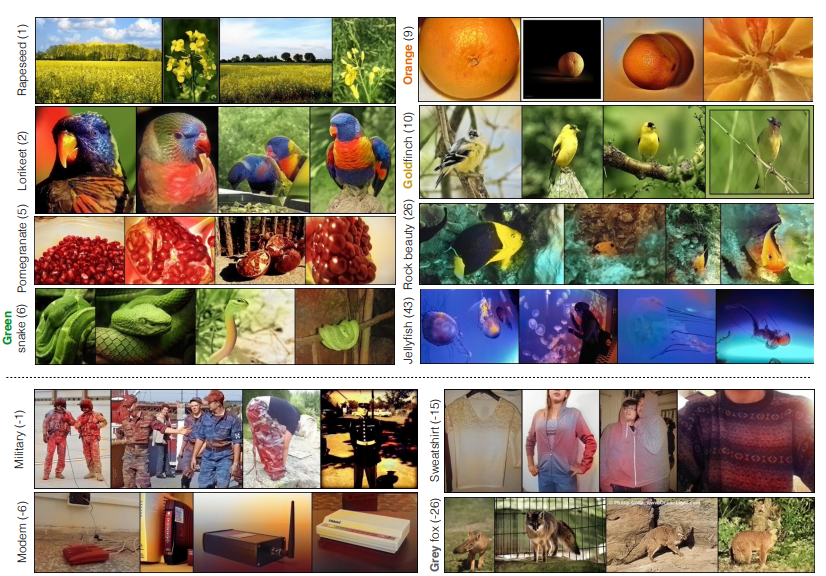 Rapeseed (1)
Lorikeet (2)
Pomegranate (5)
Green
snake (6)
Orange (9)
Goldfinch (10)
Rock beauty (26)
Jellyfish (43)
Military (-1)
Modem (-6)
Sweatshirt (-15)
Grey fox (-26)